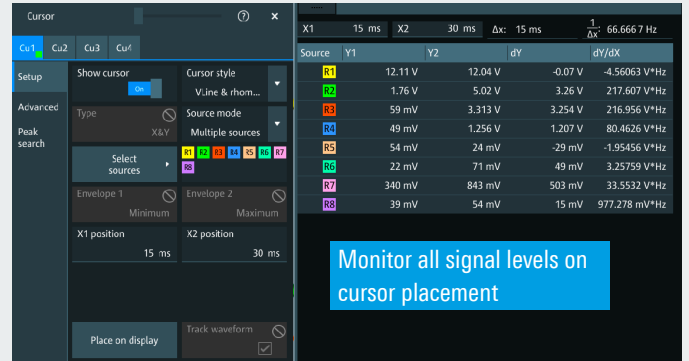 Cursor
? ×
Cu1 Cu2 Cu3 Cu4
Setup
Advanced
Peak
search
Show cursor
On
Cursor style
V.Line & rhom...
Type
X&Y
Source mode
Multiple sources
Select
sources
R1 R2 R3 R4 R5 R6 R7
R8
Envelope 1
Minimum
Envelope 2
Maximum
X1 position
15 ms
X2 position
30 ms
Place on display
Track waveform
X1 15 ms X2 30 ms Δx: 15 ms 1/Δx: 66.666 7 Hz
Source Y1 Y2 dY dY/dX
R1 12.11 V 12.04 V -0.07 V -4.56063 V*Hz
R2 1.76 V 5.02 V 3.26 V 217.607 V*Hz
R3 59 mV 3.313 V 3.254 V 216.956 V*Hz
R4 49 mV 1.256 V 1.207 V 80.4626 V*Hz
R5 54 mV 24 mV -29 mV -1.95456 V*Hz
R6 22 mV 71 mV 49 mV 3.25759 V*Hz
R7 340 mV 843 mV 503 mV 33.5532 V*Hz
R8 39 mV 54 mV 15 mV 977.278 mV*Hz
Monitor all signal levels on
cursor placement